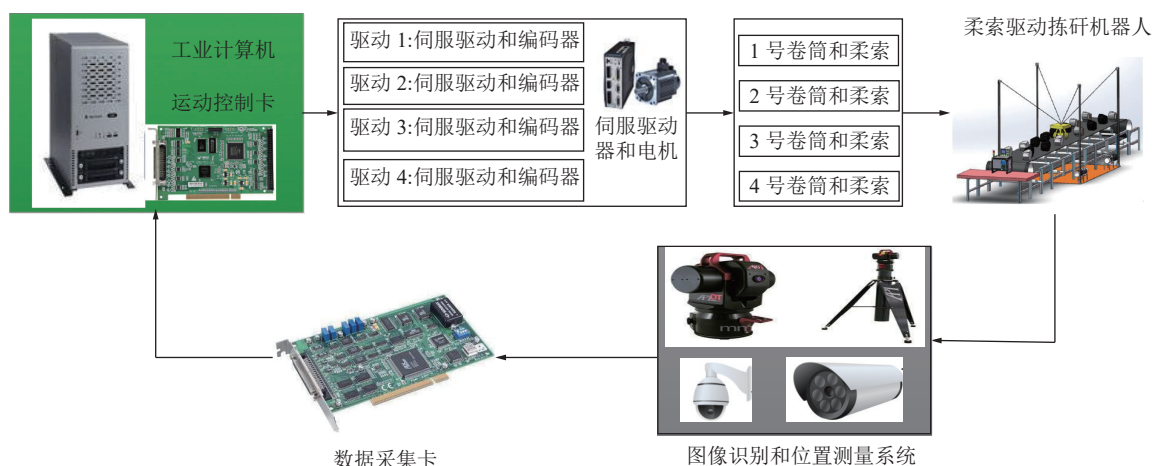 工业计算机
运动控制卡
驱动 1:伺服驱动和编码器
驱动 2:伺服驱动和编码器
驱动 3:伺服驱动和编码器
驱动 4:伺服驱动和编码器
伺服驱动
器和电机
1 号卷筒和柔索
2 号卷筒和柔索
3 号卷筒和柔索
4 号卷筒和柔索
柔索驱动拣矸机器人
数据采集卡
图像识别和位置测量系统